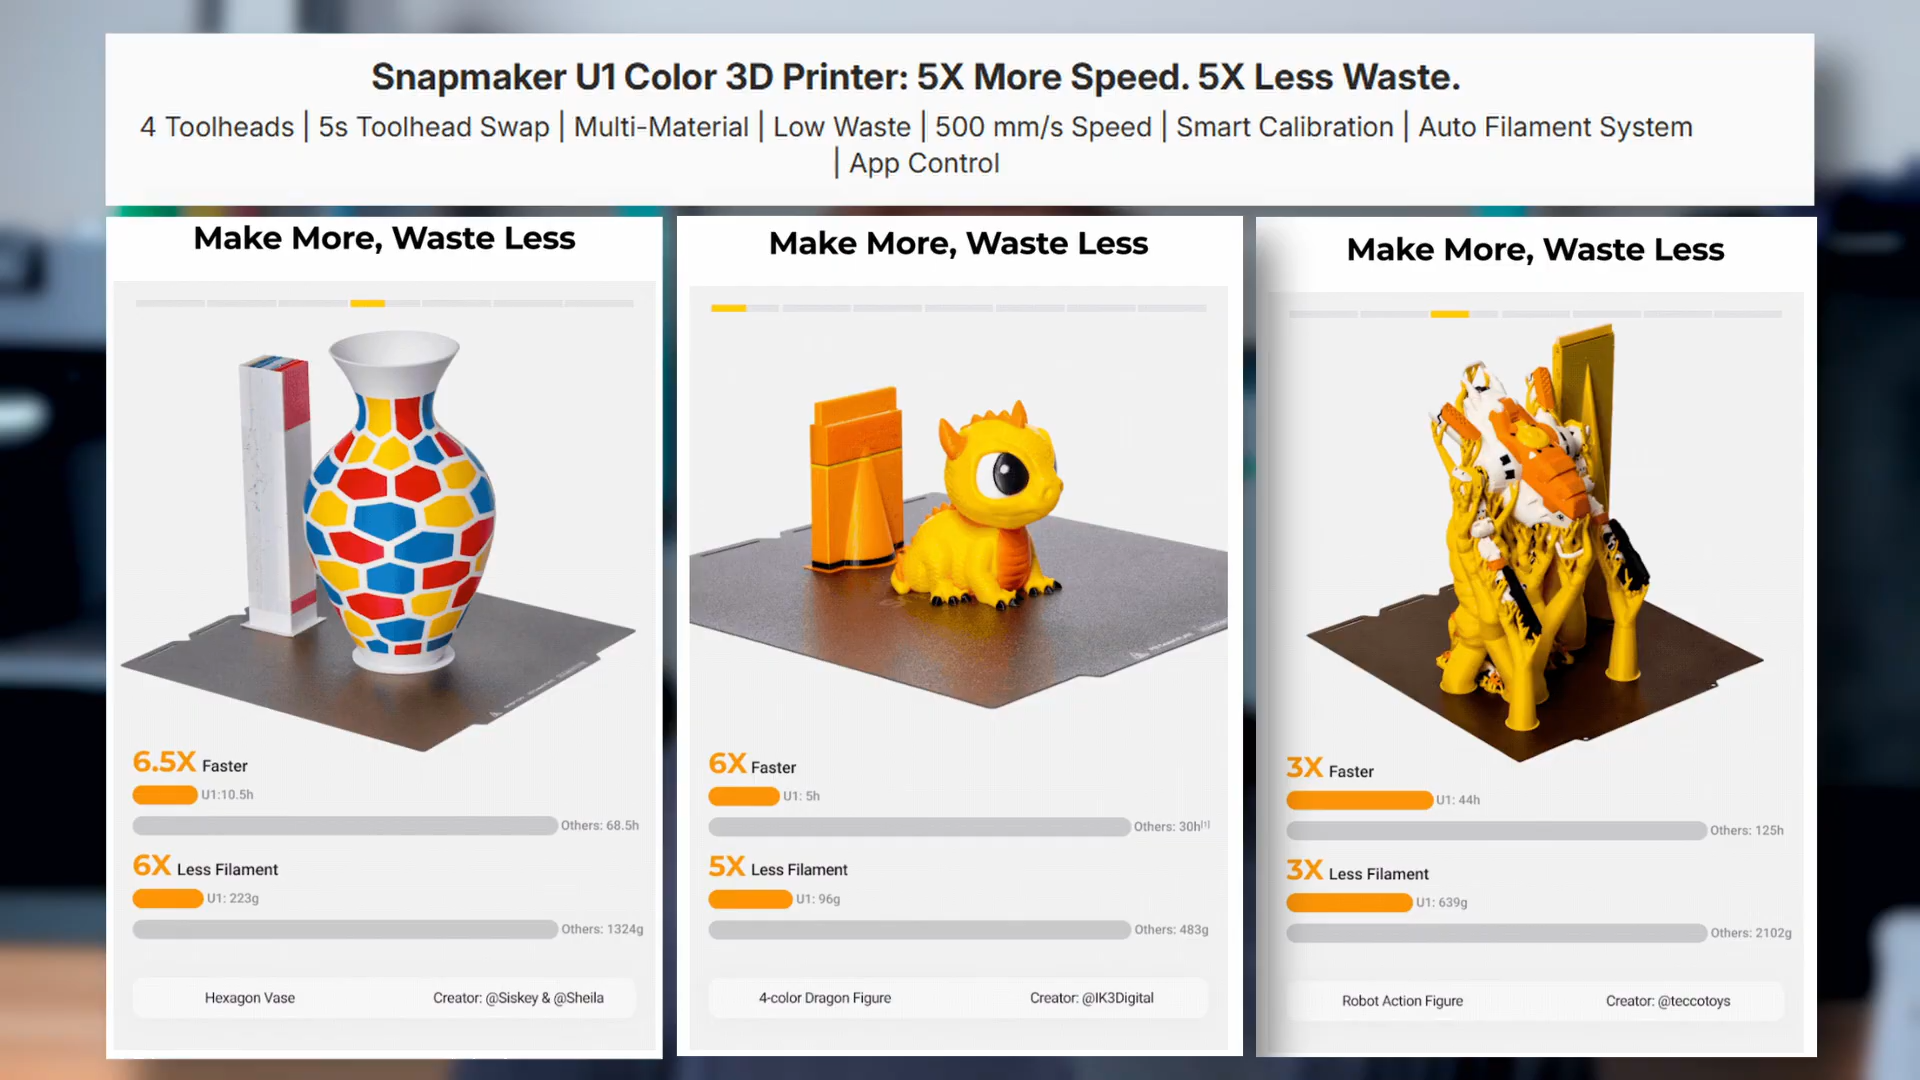 Snapmaker U1 Color 3D Printer: 5X More Speed. 5X Less Waste.
4 Toolheads | 5s Toolhead Swap | Multi-Material | Low Waste | 500 mm/s Speed | Smart Calibration | Auto Filament System
| App Control
Make More, Waste Less
6.5X Faster
U1:10.5h
Others: 68.5h
6X Less Filament
U1: 223g
Others: 1324g
Hexagon Vase
Creator: @Siskey & @Sheila
Make More, Waste Less
6X Faster
U1: 5h
Others: 30h[1]
5X Less Filament
U1: 96g
Others: 483g
4-color Dragon Figure
Creator: @IK3Digital
Make More, Waste Less
3X Faster
U1: 44h
Others: 125h
3X Less Filament
U1: 639g
Others: 2102g
Robot Action Figure
Creator: @teccotoys